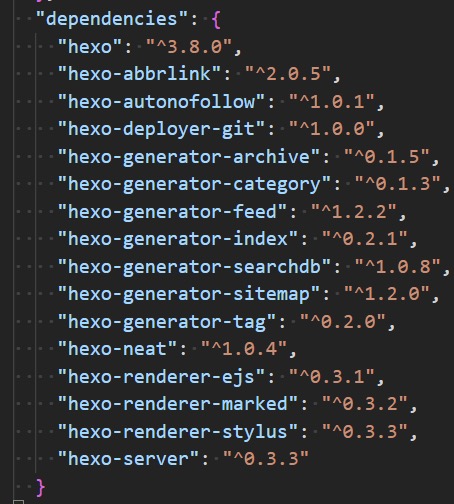 "dependencies": {
"hexo": "^3.8.0",
"hexo-abbrlink": "^2.0.5",
"hexo-autonofollow": "^1.0.1",
"hexo-deployer-git": "^1.0.0",
"hexo-generator-archive": "^0.1.5",
"hexo-generator-category": "^0.1.3",
"hexo-generator-feed": "^1.2.2",
"hexo-generator-index": "^0.2.1",
"hexo-generator-searchdb": "^1.0.8",
"hexo-generator-sitemap": "^1.2.0",
"hexo-generator-tag": "^0.2.0",
"hexo-neat": "^1.0.4",
"hexo-renderer-ejs": "^0.3.1",
"hexo-renderer-marked": "^0.3.2",
"hexo-renderer-stylus": "^0.3.3",
"hexo-server": "^0.3.3"
}